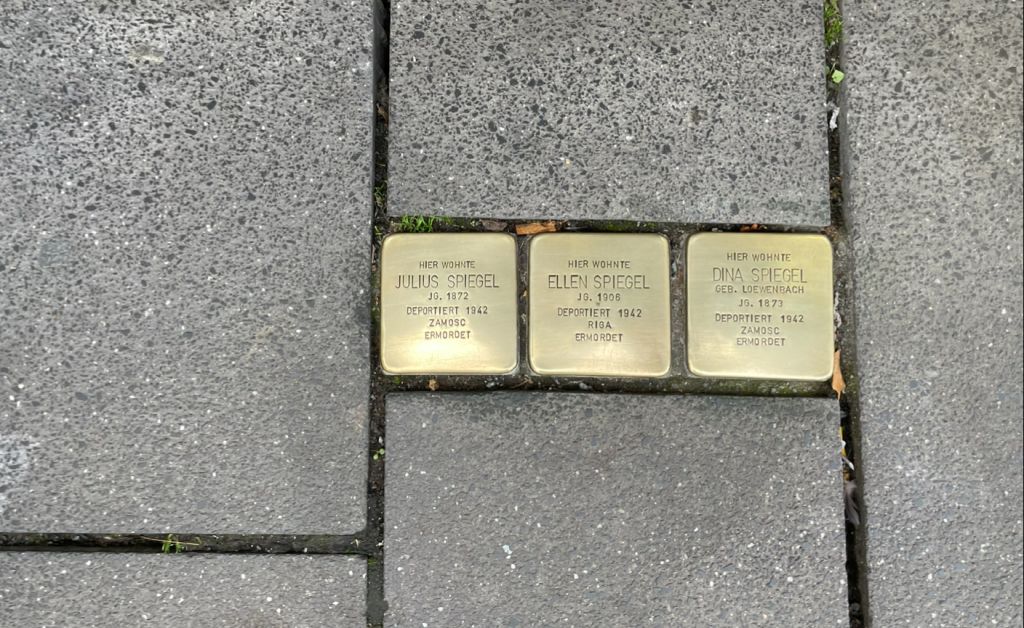 HIER WOHNTE
JULIUS SPIEGEL
JG. 1872
DEPORTIERT 1942
ZAMOSC
ERMORDET
HIER WOHNTE
ELLEN SPIEGEL
JG. 1906
DEPORTIERT 1942
RIGA
ERMORDET
HIER WOHNTE
DINA SPIEGEL
GEB. LOEWENBACH
JG. 1873
DEPORTIERT 1942
ZAMOSC
ERMORDET